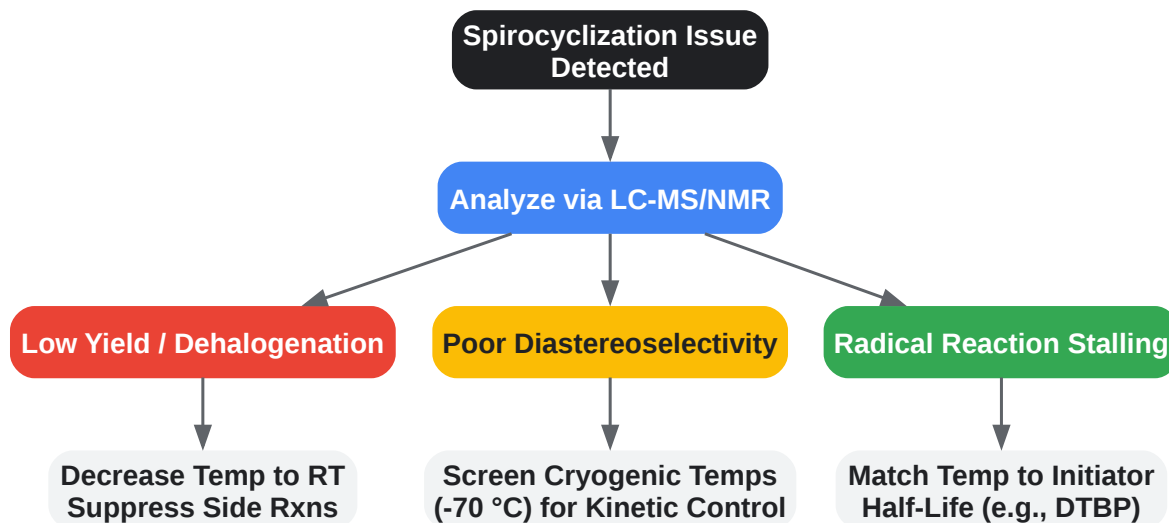 Spirocyclization Issue
Detected
Analyze via LC-MS/NMR
Low Yield / Dehalogenation
Poor Diastereoselectivity
Radical Reaction Stalling
Decrease Temp to RT
Suppress Side Rxns
Screen Cryogenic Temps
(-70 °C) for Kinetic Control
Match Temp to Initiator
Half-Life (e.g., DTBP)